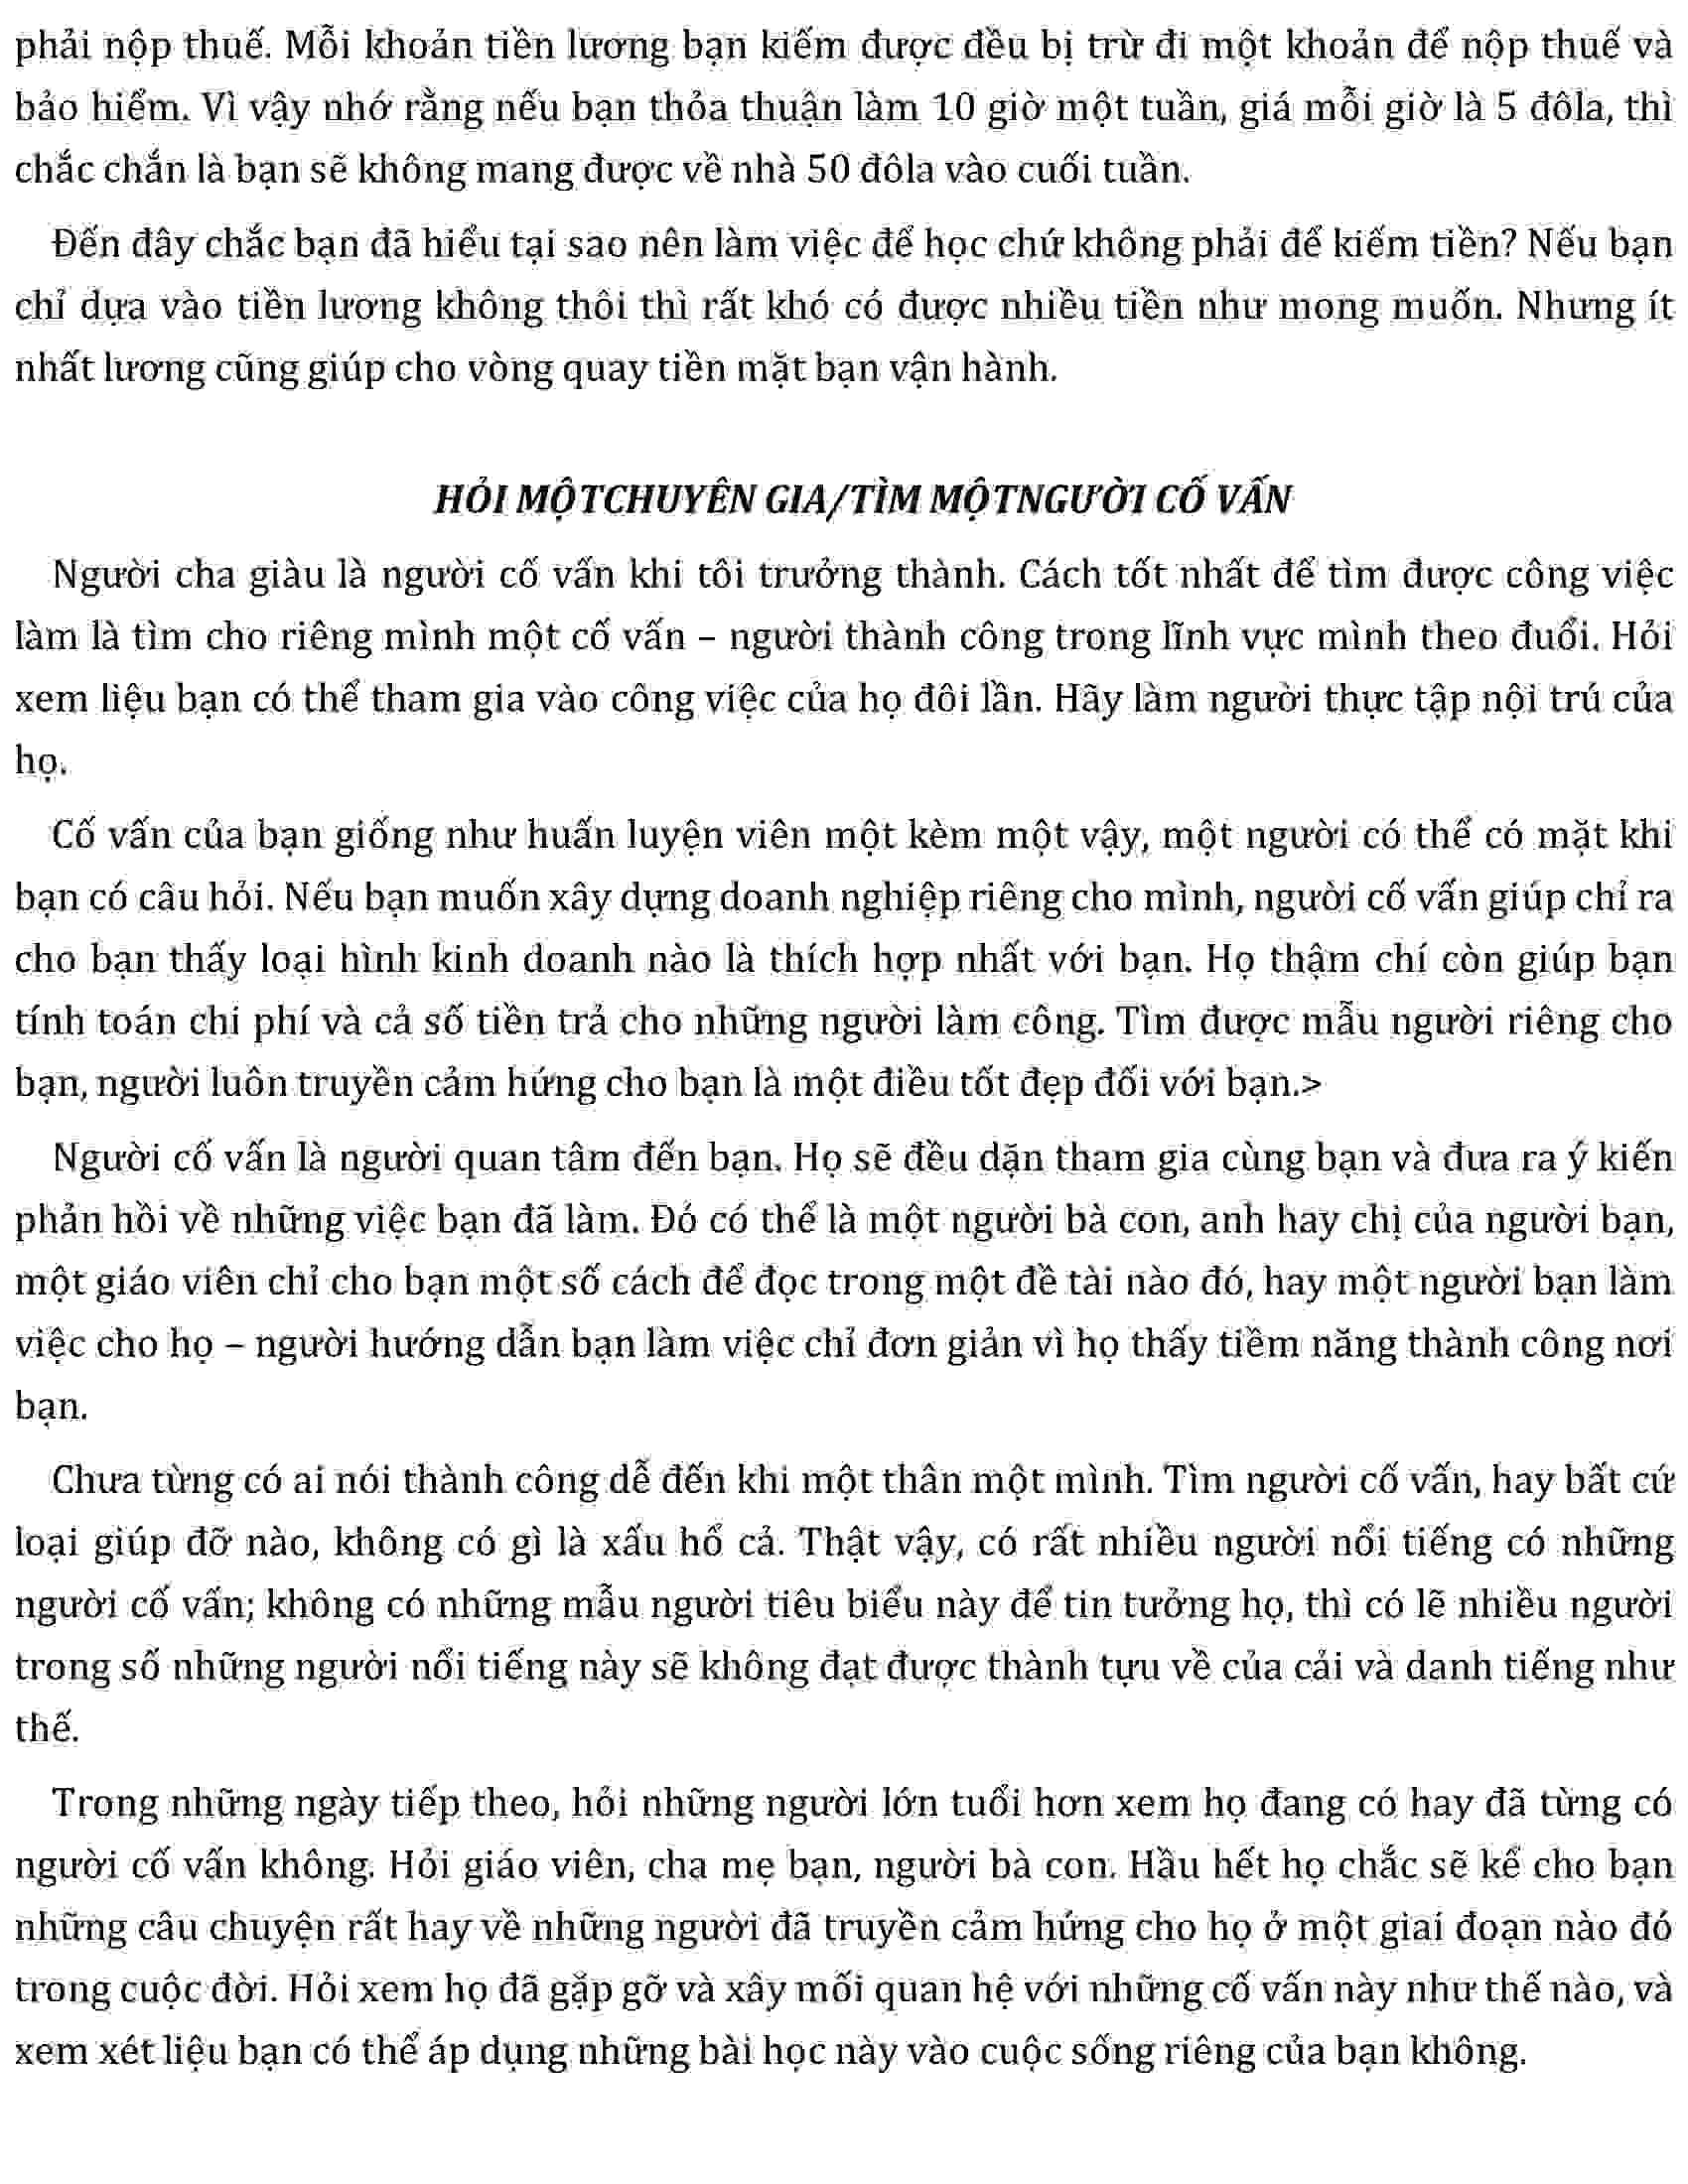 phải nộp thuế. Mỗi khoản tiền lương bạn kiếm được đều bị trừ đi một khoản để nộp thuế và
bảo hiểm. Vì vậy nhớ rằng nếu bạn thỏa thuận làm 10 giờ một tuần, giá mỗi giờ là 5 đôla, thì
chắc chắn là bạn sẽ không mang được về nhà 50 đôla vào cuối tuần.
Đến đây chắc bạn đã hiểu tại sao nên làm việc để học chứ không phải để kiếm tiền? Nếu bạn
chỉ dựa vào tiền lương không thôi thì rất khó có được nhiều tiền như mong muốn. Nhưng ít
nhất lương cũng giúp cho vòng quay tiền mặt bạn vận hành.
HỎI MỘTCHUYÊN GIA/TÌM MỘTNGƯỜI CỐ VẤN
Người cha giàu là người cố vấn khi tôi trưởng thành. Cách tốt nhất để tìm được công việc
làm là tìm cho riêng mình một cố vấn – người thành công trong lĩnh vực mình theo đuổi. Hỏi
xem liệu bạn có thể tham gia vào công việc của họ đôi lần. Hãy làm người thực tập nội trú của
họ.
Cố vấn của bạn giống như huấn luyện viên một kèm một vậy, một người có thể có mặt khi
bạn có câu hỏi. Nếu bạn muốn xây dựng doanh nghiệp riêng cho mình, người cố vấn giúp chỉ ra
cho bạn thấy loại hình kinh doanh nào là thích hợp nhất với bạn. Họ thậm chí còn giúp bạn
tính toán chi phí và cả số tiền trả cho những người làm công. Tìm được mẫu người riêng cho
bạn, người luôn truyền cảm hứng cho bạn là một điều tốt đẹp đối với bạn.>
Người cố vấn là người quan tâm đến bạn. Họ sẽ đều dặn tham gia cùng bạn và đưa ra ý kiến
phản hồi về những việc bạn đã làm. Đó có thể là một người bà con, anh hay chị của người bạn,
một giáo viên chỉ cho bạn một số cách để đọc trong một đề tài nào đó, hay một người bạn làm
việc cho họ – người hướng dẫn bạn làm việc chỉ đơn giản vì họ thấy tiềm năng thành công nơi
bạn.
Chưa từng có ai nói thành công dễ đến khi một thân một mình. Tìm người cố vấn, hay bất cứ
loại giúp đỡ nào, không có gì là xấu hổ cả. Thật vậy, có rất nhiều người nổi tiếng có những
người cố vấn; không có những mẫu người tiêu biểu này để tin tưởng họ, thì có lẽ nhiều người
trong số những người nổi tiếng này sẽ không đạt được thành tựu về của cải và danh tiếng như
thế.
Trong những ngày tiếp theo, hỏi những người lớn tuổi hơn xem họ đang có hay đã từng có
người cố vấn không. Hỏi giáo viên, cha mẹ bạn, người bà con. Hầu hết họ chắc sẽ kể cho bạn
những câu chuyện rất hay về những người đã truyền cảm hứng cho họ ở một giai đoạn nào đó
trong cuộc đời. Hỏi xem họ đã gặp gỡ và xây mối quan hệ với những cố vấn này như thế nào, và
xem xét liệu bạn có thể áp dụng những bài học này vào cuộc sống riêng của bạn không.